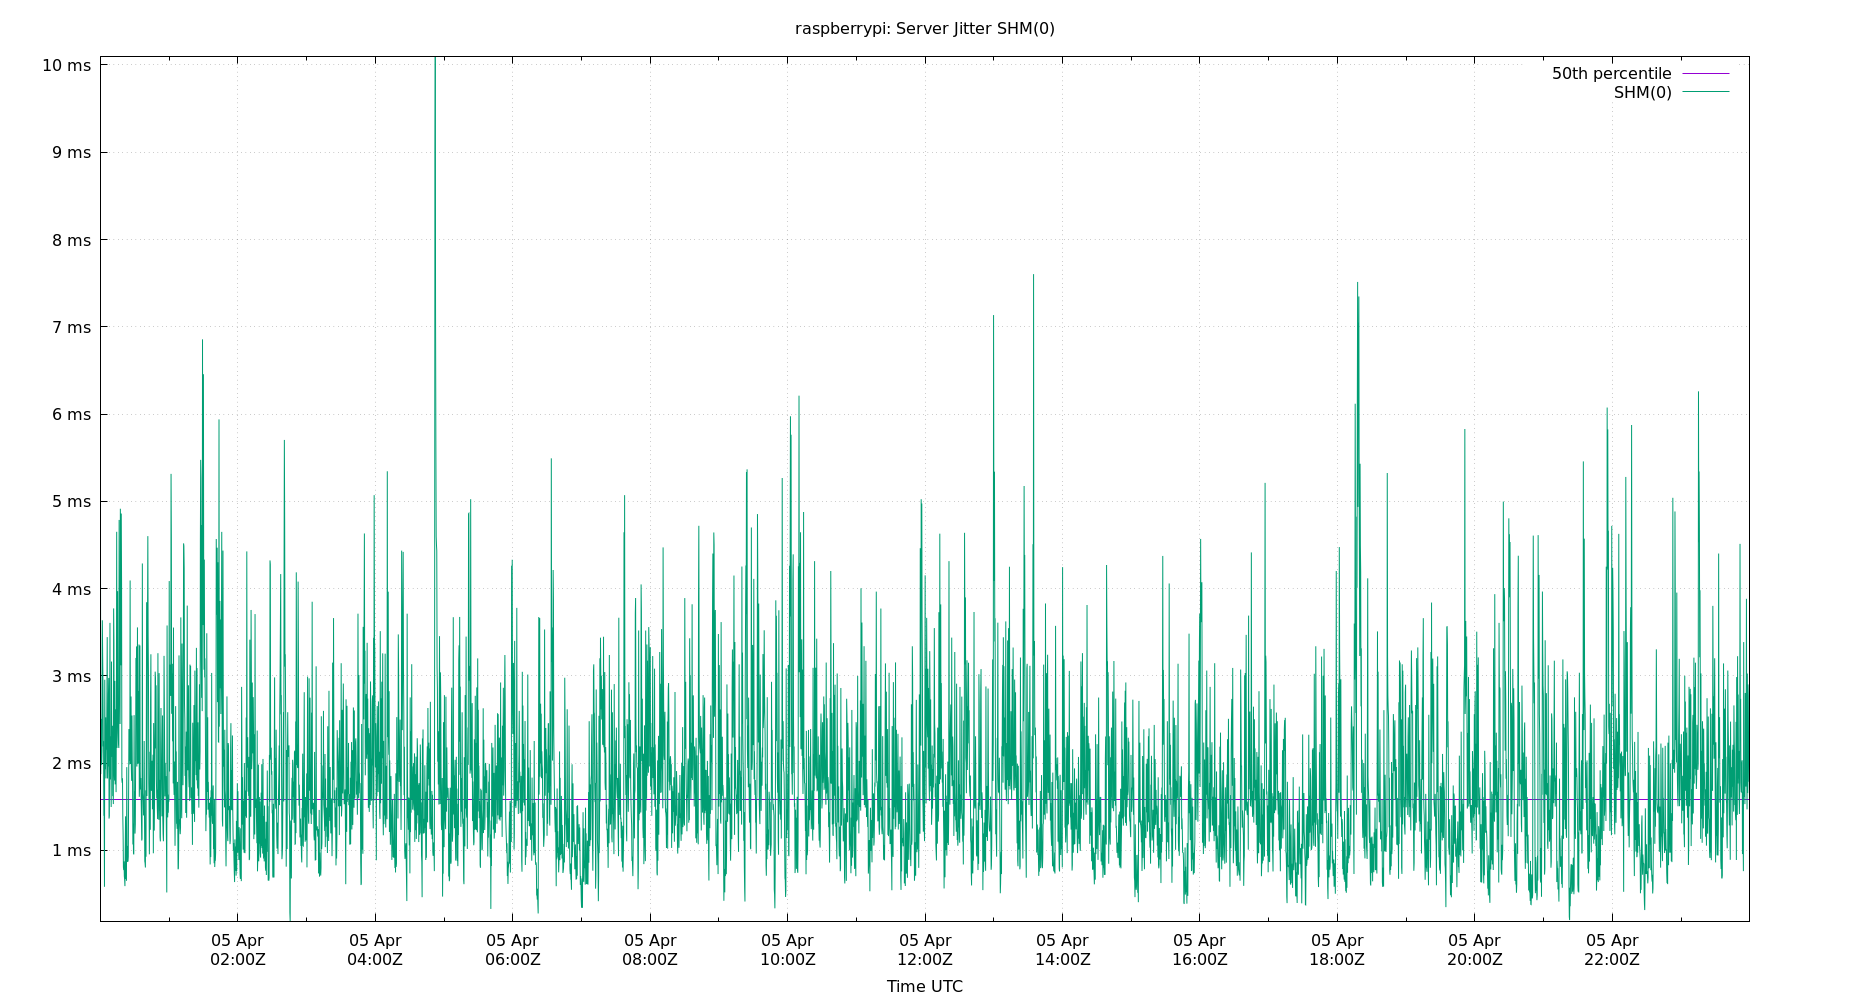 raspberrypi: Server Jitter SHM(0)
50th percentile
SHM(0)
10 ms
9 ms
8 ms
7 ms
6 ms
5 ms
4 ms
3 ms
2 ms
1 ms
05 Apr 05 Apr 05 Apr 05 Apr 05 Apr 05 Apr 05 Apr 05 Apr 05 Apr 05 Apr 05 Apr
02:00Z 04:00Z 06:00Z 08:00Z 10:00Z 12:00Z 14:00Z 16:00Z 18:00Z 20:00Z 22:00Z
Time UTC